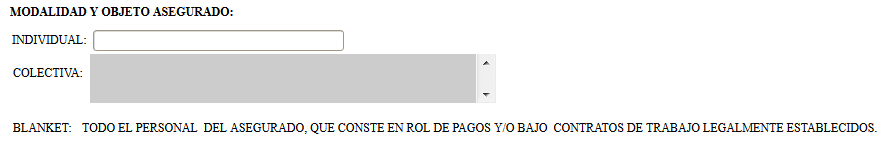 MODALIDAD Y OBJETO ASEGURADO:
INDIVIDUAL:
COLECTIVA:
BLANKET: TODO EL PERSONAL DEL ASEGURADO, QUE CONSTE EN ROL DE PAGOS Y/O BAJO CONTRATOS DE TRABAJO LEGALMENTE ESTABLECIDOS.